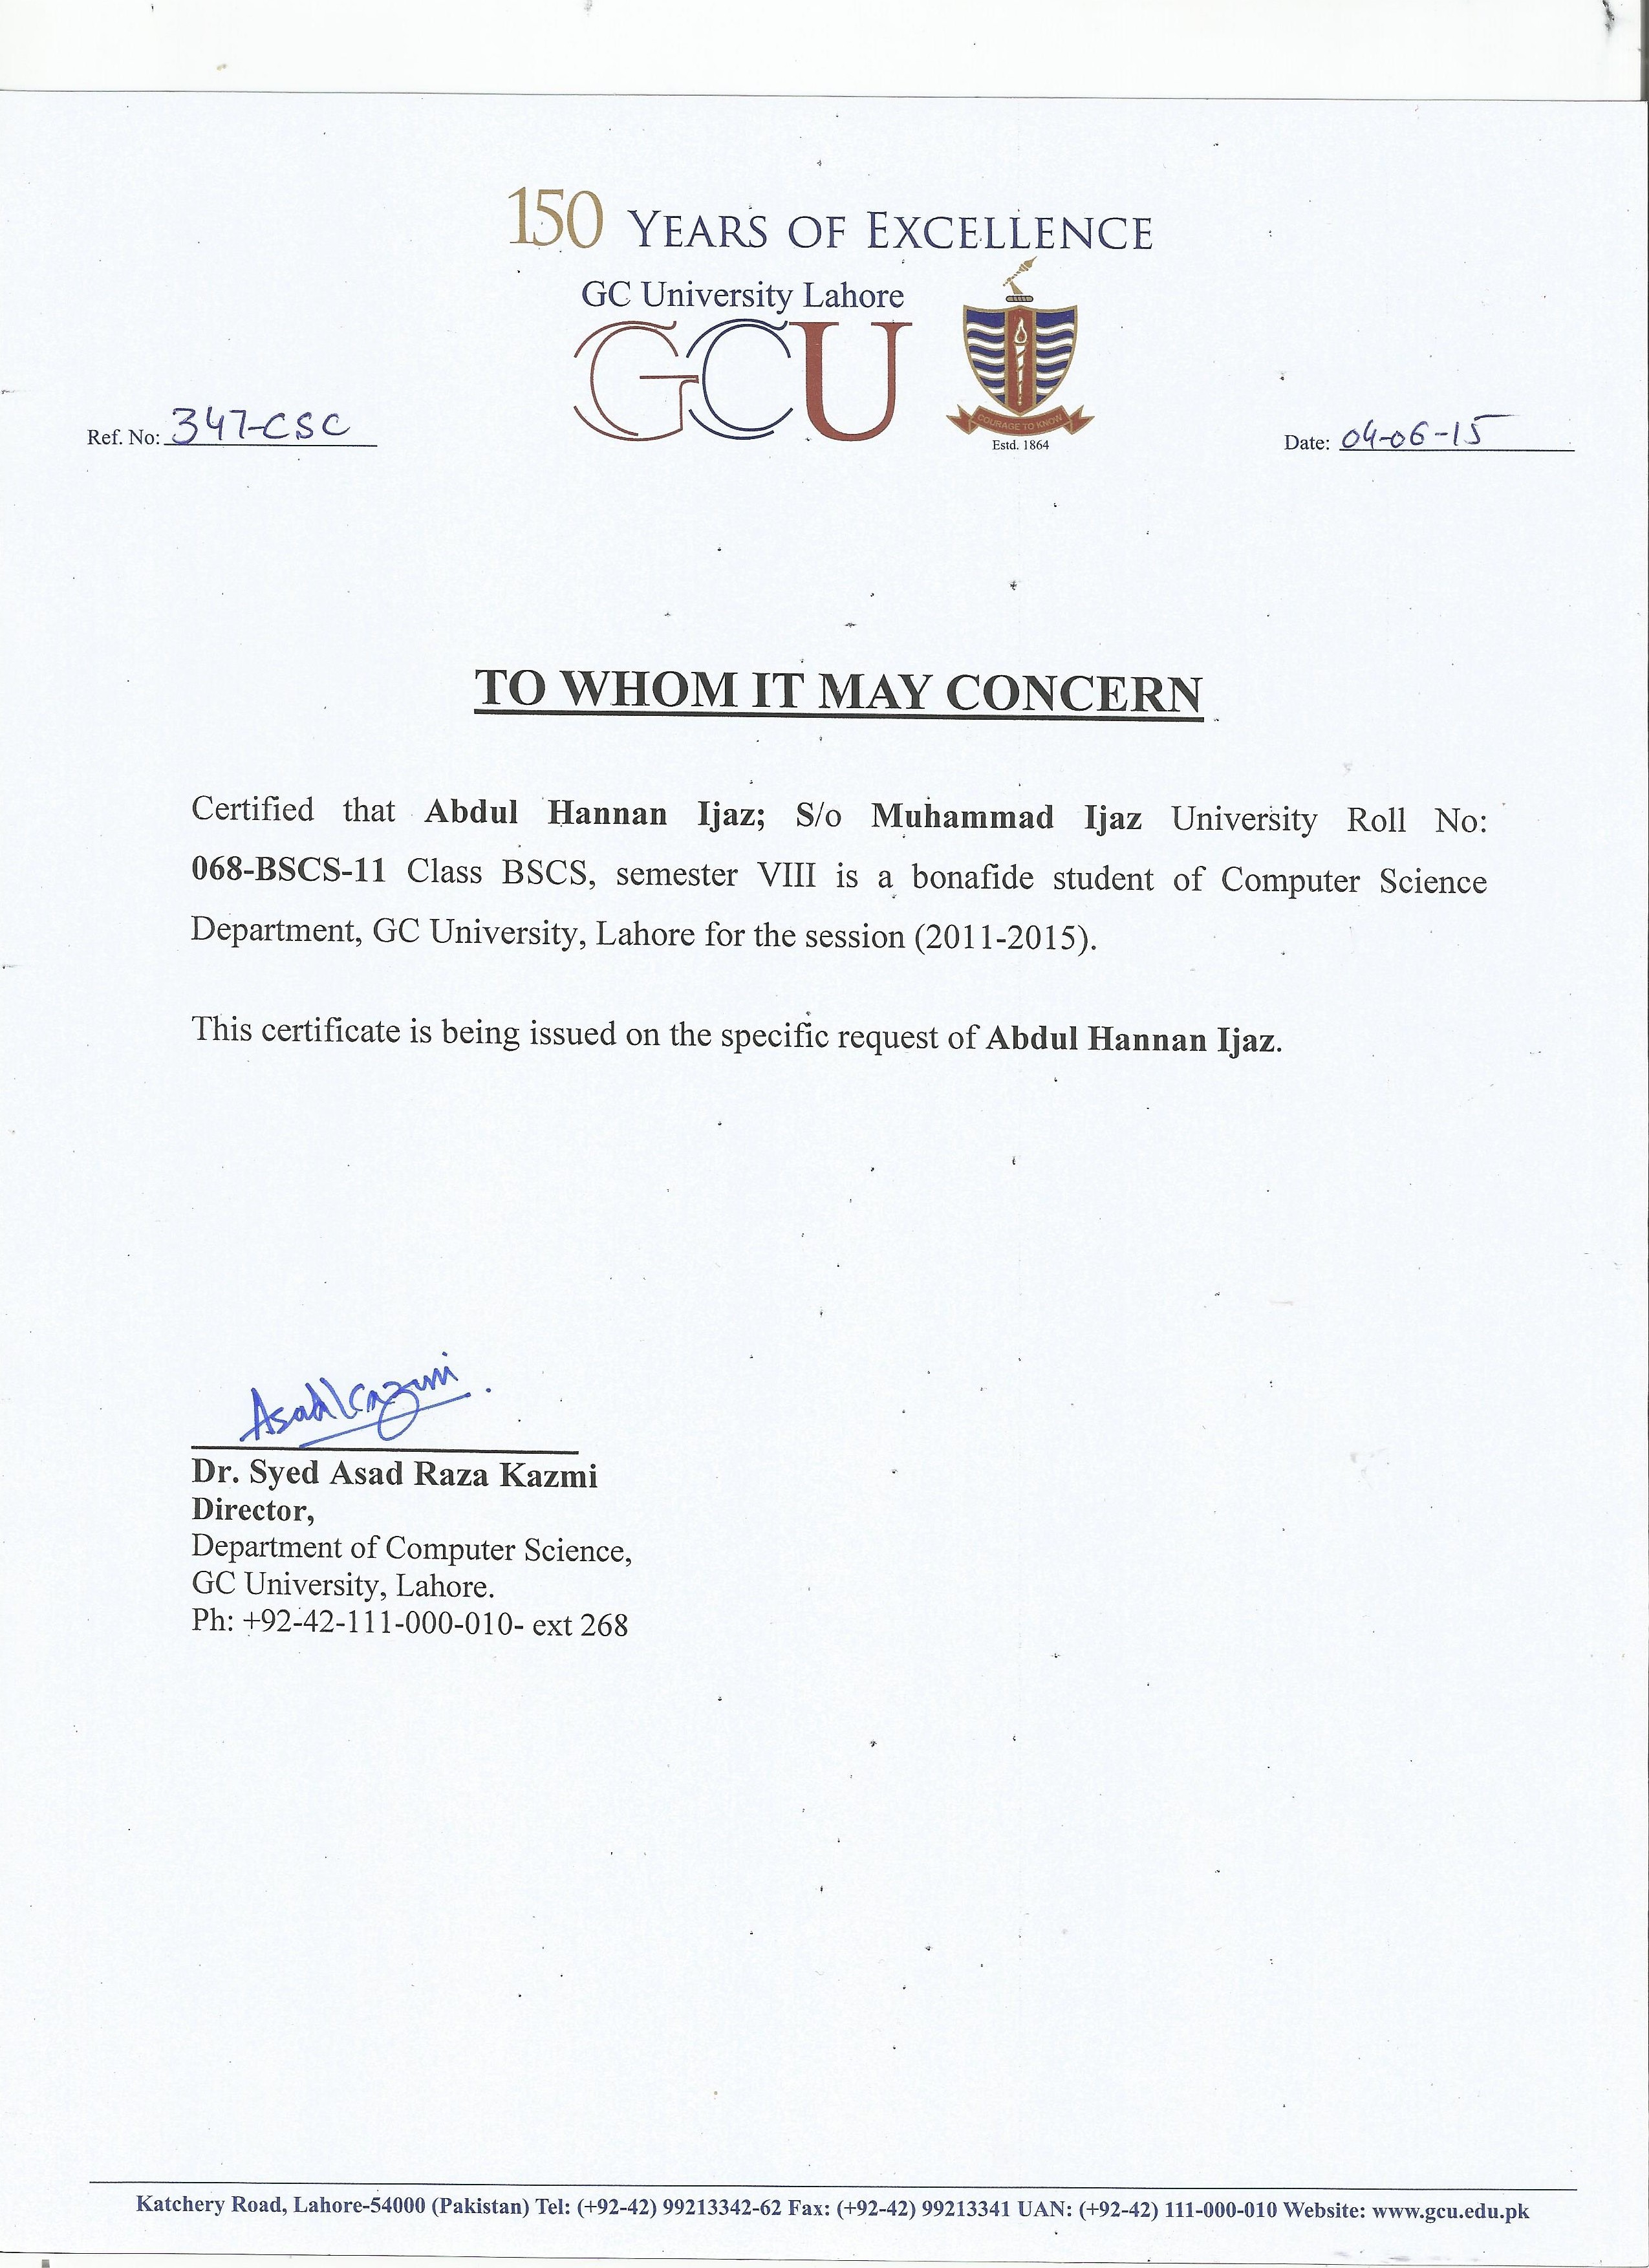 150 YEARS OF EXCELLENCE
GC University Lahore
GCU
COURAGE TO KNOW
Estd. 1864
Ref. No: 347-CSC
Date: 04-06-15
TO WHOM IT MAY CONCERN
Certified that Abdul Hannan Ijaz; S/o Muhammad Ijaz University Roll No:
068-BSCS-11 Class BSCS, semester VIII is a bonafide student of Computer Science
Department, GC University, Lahore for the session (2011-2015).
This certificate is being issued on the specific request of Abdul Hannan Ijaz.
Asad Kazmi
Dr. Syed Asad Raza Kazmi
Director,
Department of Computer Science,
GC University, Lahore.
Ph: +92-42-111-000-010- ext 268
Katchery Road, Lahore-54000 (Pakistan) Tel: (+92-42) 99213342-62 Fax: (+92-42) 99213341 UAN: (+92-42) 111-000-010 Website: www.gcu.edu.pk